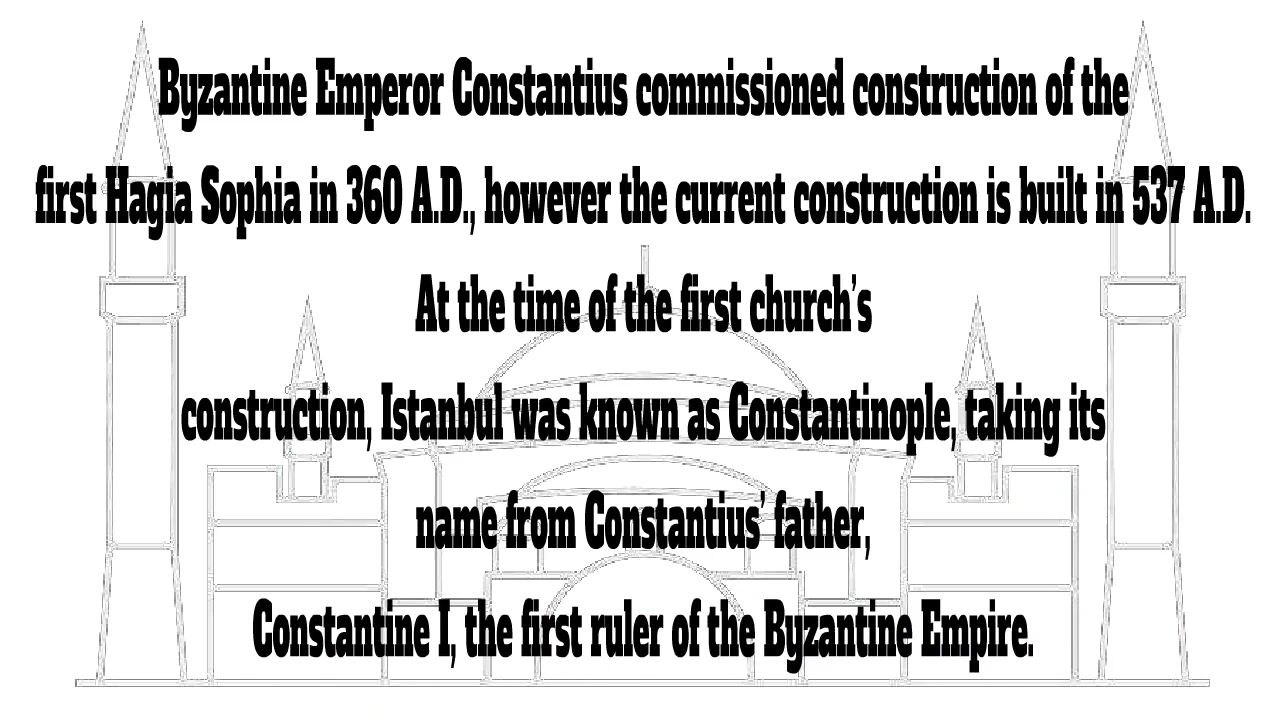 Byzantine Emperor Constantius commissioned construction of the
first Hagia Sophia in 360 A.D., however the current construction is built in 537 A.D.
At the time of the first church’s
construction, Istanbul was known as Constantinople, taking its
name from Constantius’ father,
Constantine I, the first ruler of the Byzantine Empire.